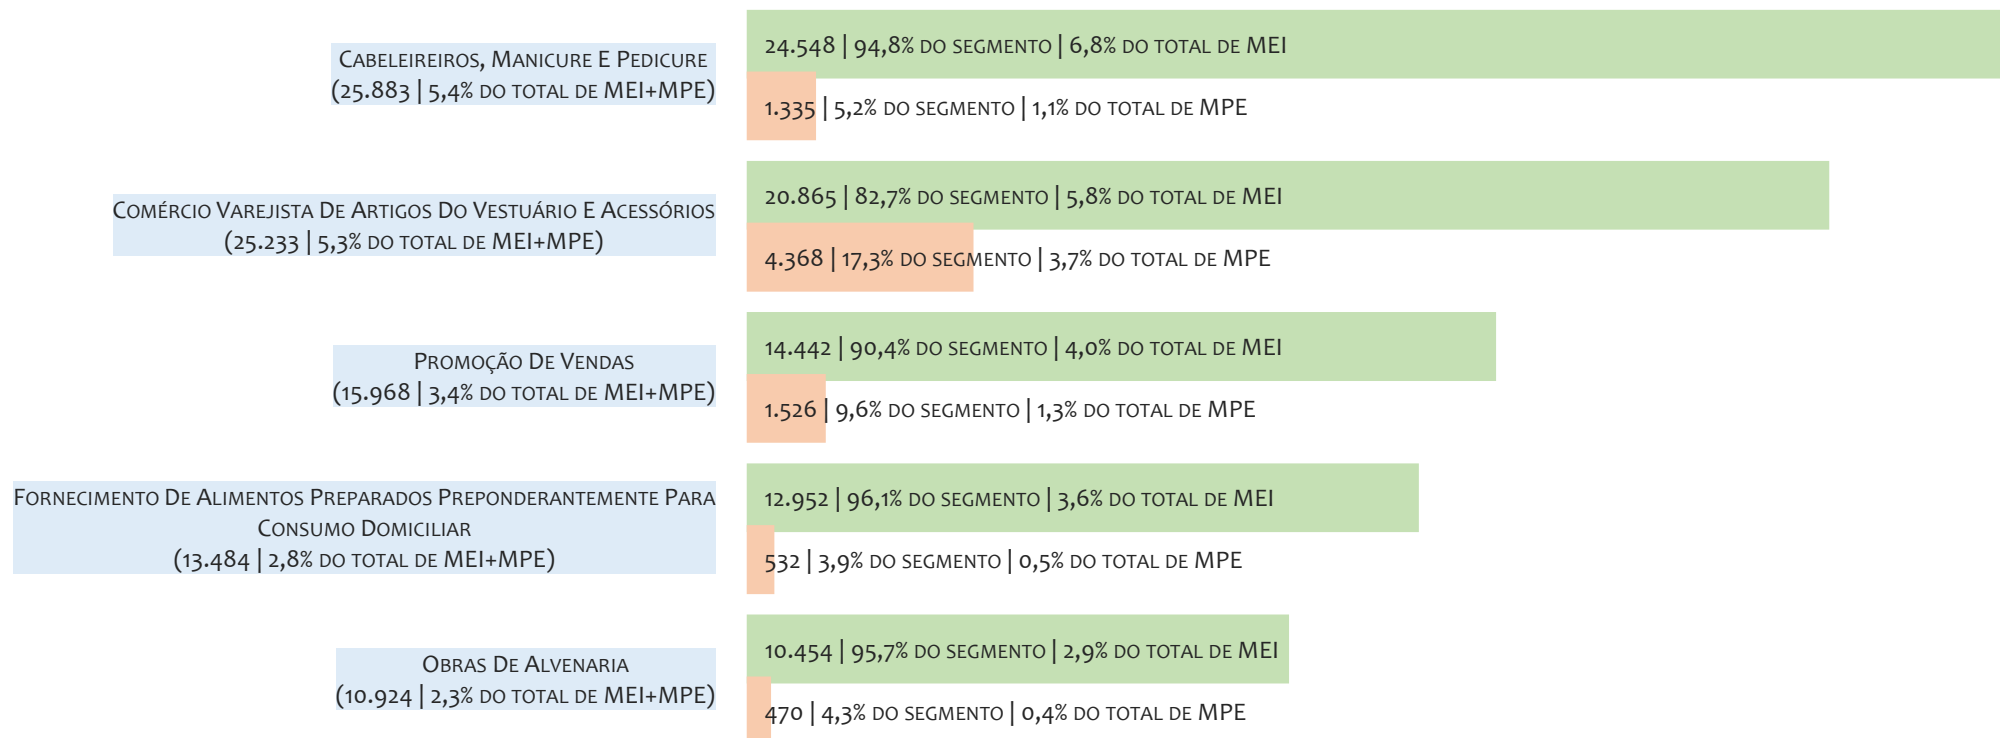 Cabeleireiros, Manicure E Pedicure
(25.883 | 5,4% do total de MEI+MPE)
24.548 | 94,8% do segmento | 6,8% do total de MEI
1.335 | 5,2% do segmento | 1,1% do total de MPE
Comércio Varejista De Artigos Do Vestuário E Acessórios
(25.233 | 5,3% do total de MEI+MPE)
20.865 | 82,7% do segmento | 5,8% do total de MEI
4.368 | 17,3% do segmento | 3,7% do total de MPE
Promoção De Vendas
(15.968 | 3,4% do total de MEI+MPE)
14.442 | 90,4% do segmento | 4,0% do total de MEI
1.526 | 9,6% do segmento | 1,3% do total de MPE
Fornecimento De Alimentos Preparados Preponderantemente Para
Consumo Domiciliar
(13.484 | 2,8% do total de MEI+MPE)
12.952 | 96,1% do segmento | 3,6% do total de MEI
532 | 3,9% do segmento | 0,5% do total de MPE
Obras De Alvenaria
(10.924 | 2,3% do total de MEI+MPE)
10.454 | 95,7% do segmento | 2,9% do total de MEI
470 | 4,3% do segmento | 0,4% do total de MPE